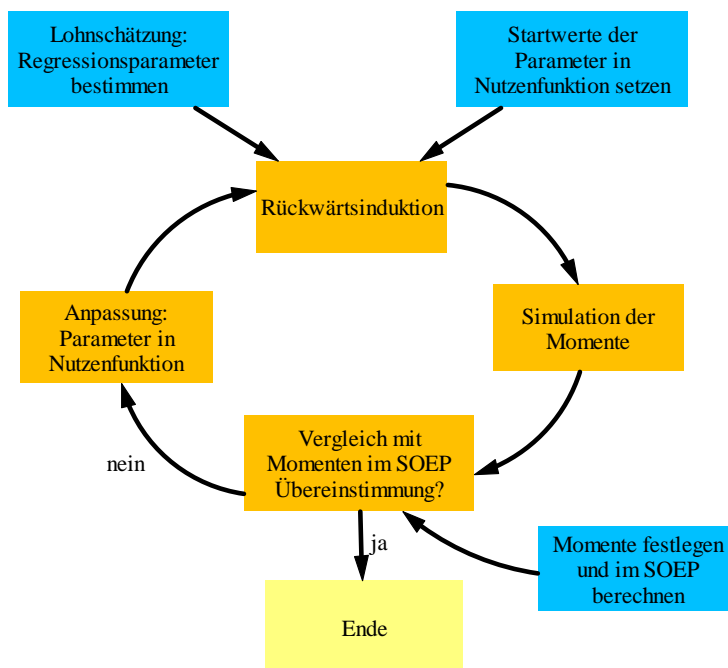 Lohnschätzung:
Regressionsparameter
bestimmen
Startwerte der
Parameter in
Nutzenfunktion setzen
Rückwärtsinduktion
Anpassung:
Parameter in
Nutzenfunktion
Simulation der
Momente
Vergleich mit
Momenten im SOEP
Übereinstimmung?
nein
ja
Momente festlegen
und im SOEP
berechnen
Ende